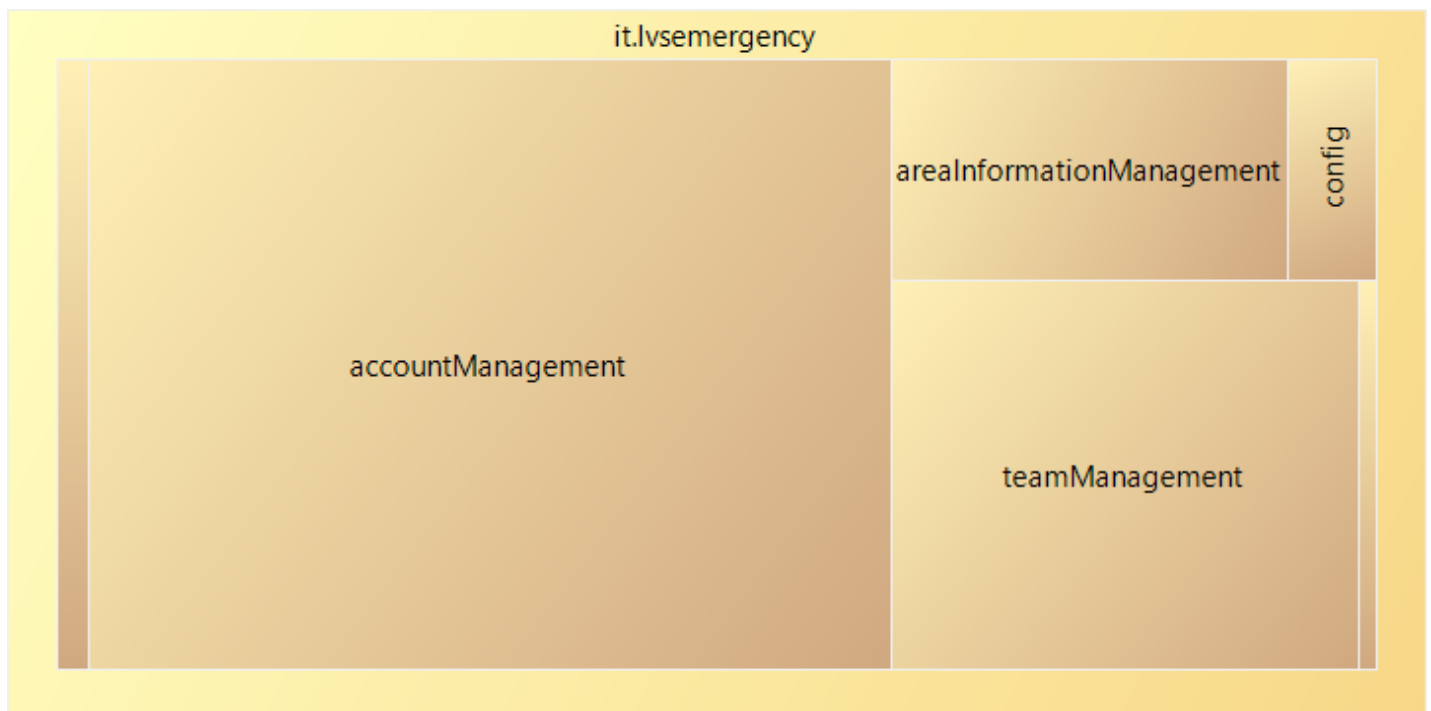 it.lvsemergency
areaInformationManagement
config
accountManagement
teamManagement